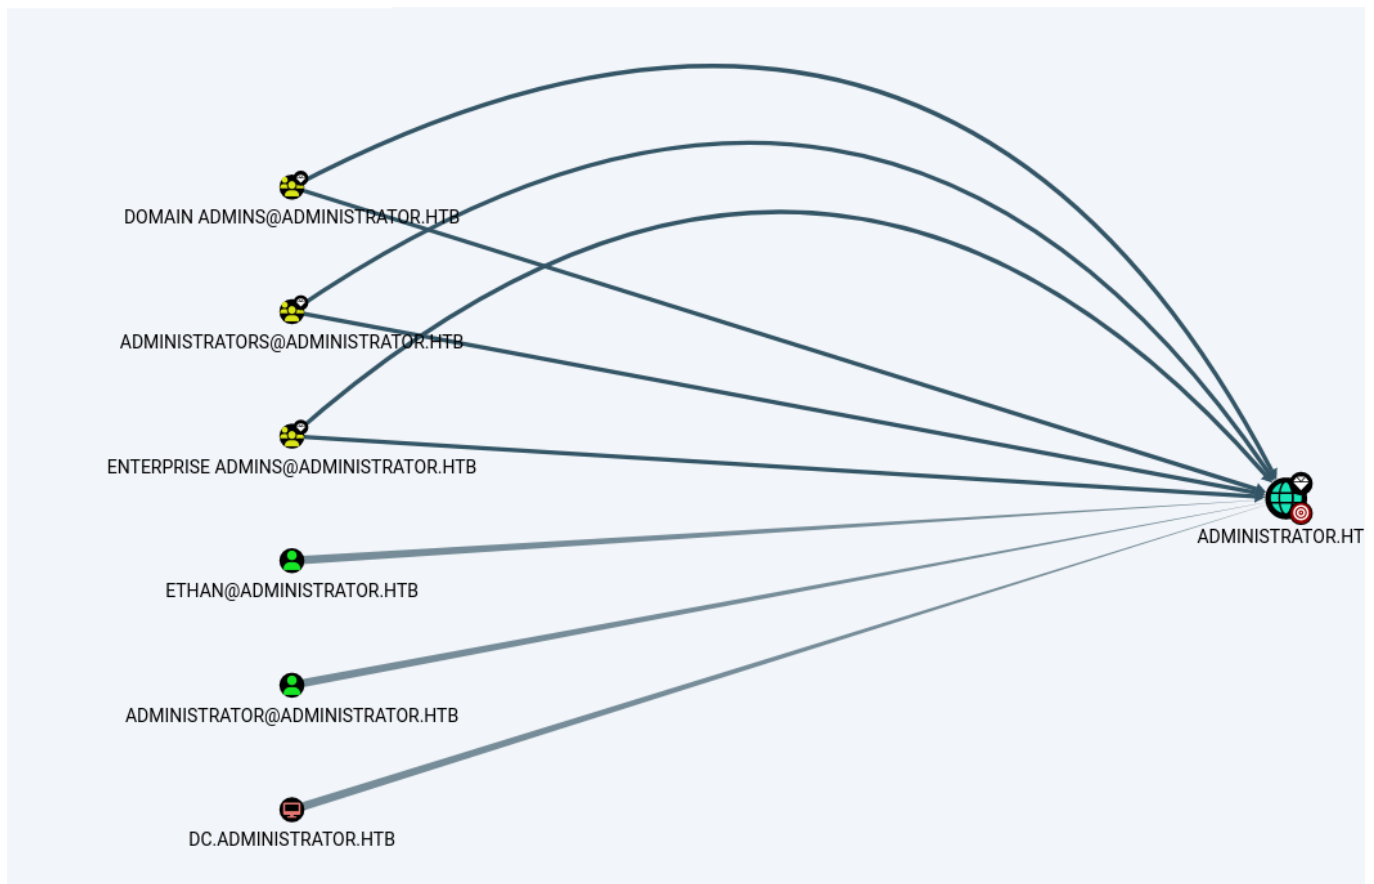 DOMAIN ADMINS@ADMINISTRATOR.HTB
ADMINISTRATORS@ADMINISTRATOR.HTB
ENTERPRISE ADMINS@ADMINISTRATOR.HTB
ADMINISTRATOR.HT
ETHAN@ADMINISTRATOR.HTB
ADMINISTRATOR@ADMINISTRATOR.HTB
DC.ADMINISTRATOR.HTB